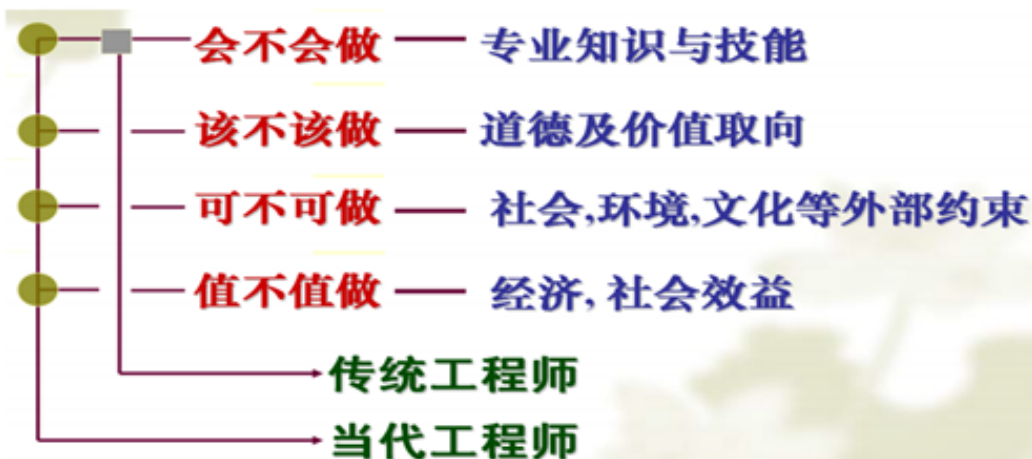 会不会做 专业知识与技能
该不该做 道德及价值取向
可不可做 社会,环境,文化等外部约束
值不值做 经济,社会效益
传统工程师
当代工程师